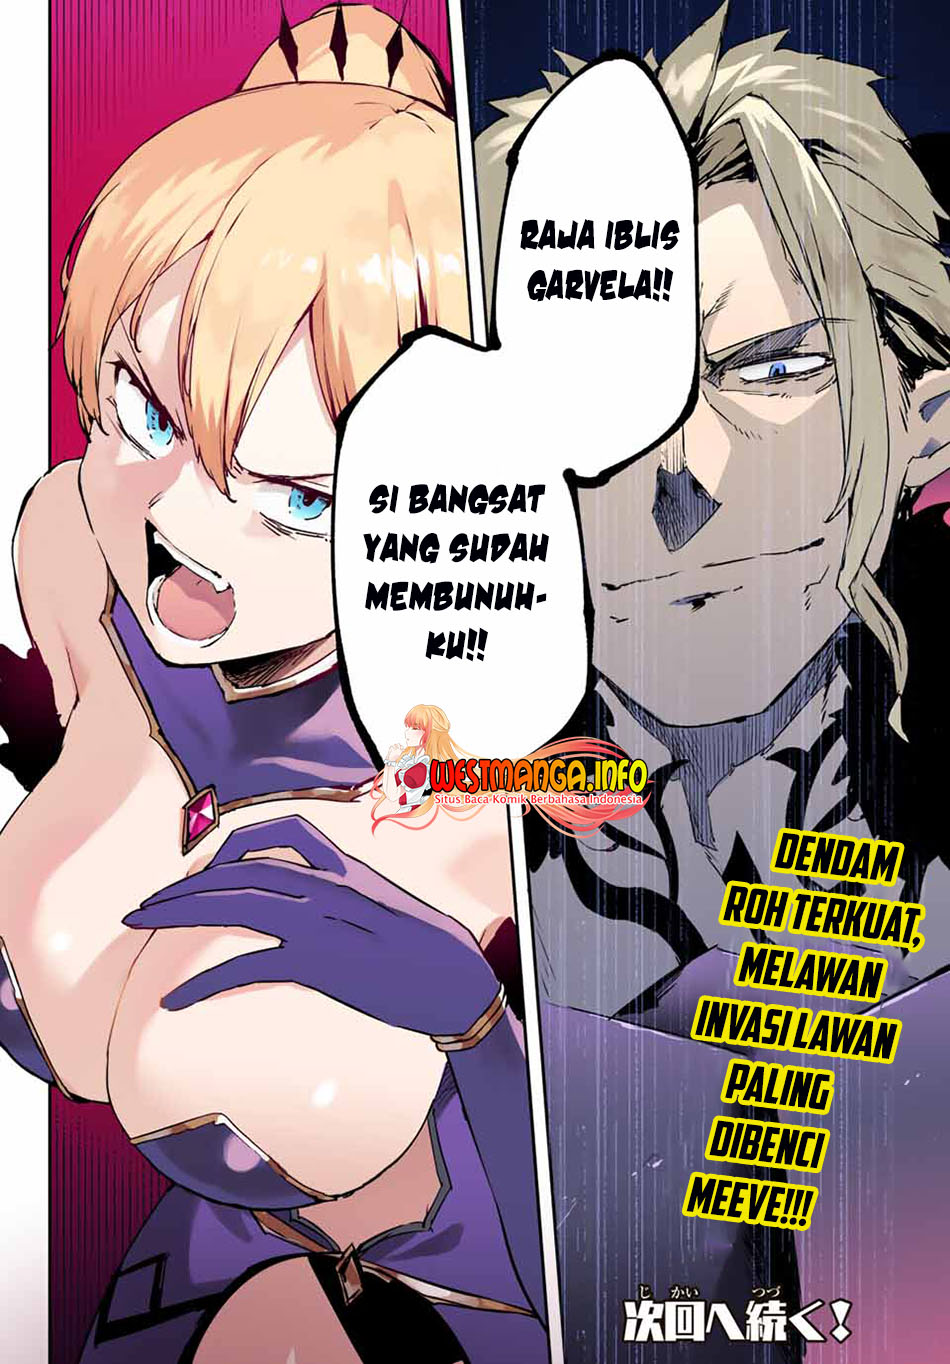 RAJA IBLIS
GARVELA!!
SI BANGSAT
YANG SUDAH
MEMBUNUH-
KU!!
WESTMANGA.INFO
Situs Baca Komik Berbahasa Indonesia
DENDAM
ROH TERKUAT,
MELAWAN
INVASI LAWAN
PALING
DIBENCI
MEEVE!!!
じかい つづ
次回へ続く!